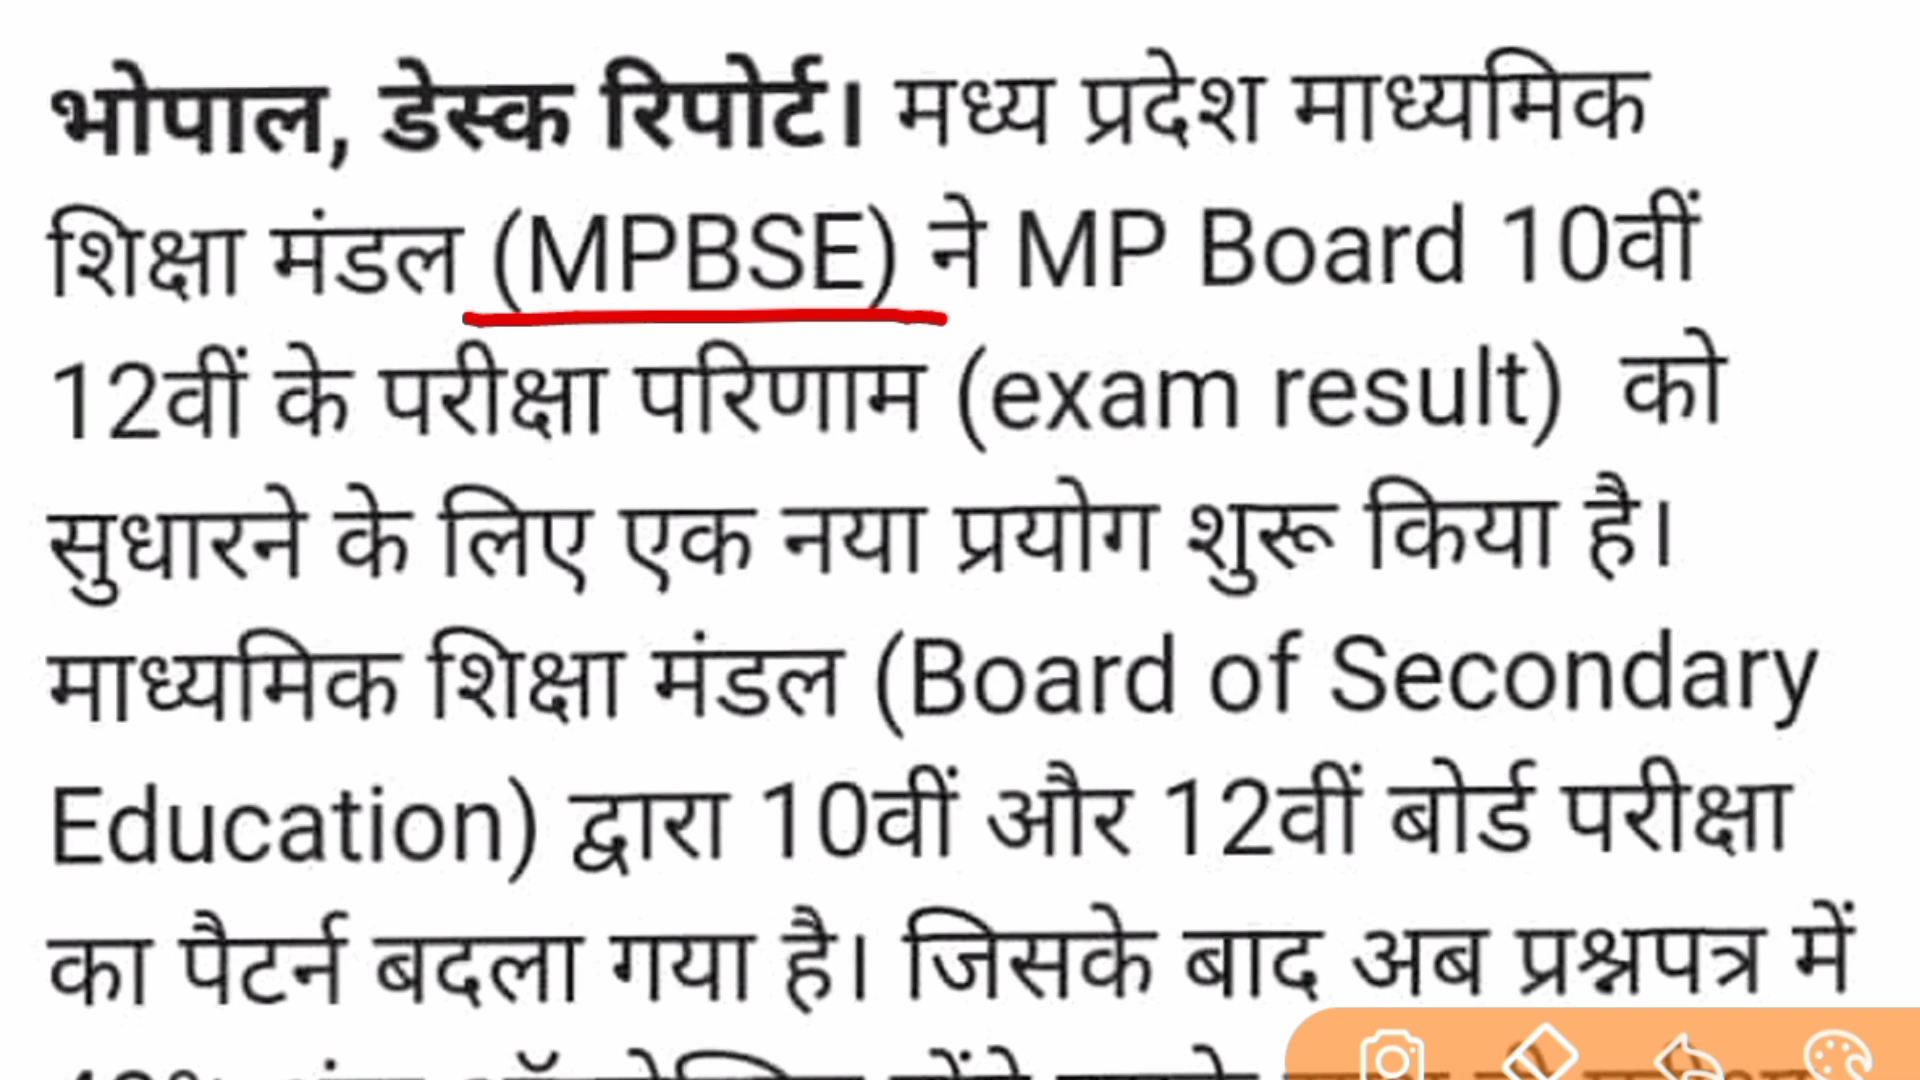 भोपाल, डेस्क रिपोर्ट। मध्य प्रदेश माध्यमिक
शिक्षा मंडल (MPBSE) ने MP Board 10वीं
12वीं के परीक्षा परिणाम (exam result) को
सुधारने के लिए एक नया प्रयोग शुरू किया है।
माध्यमिक शिक्षा मंडल (Board of Secondary
Education) द्वारा 10वीं और 12वीं बोर्ड परीक्षा
का पैटर्न बदला गया है। जिसके बाद अब प्रश्नपत्र में